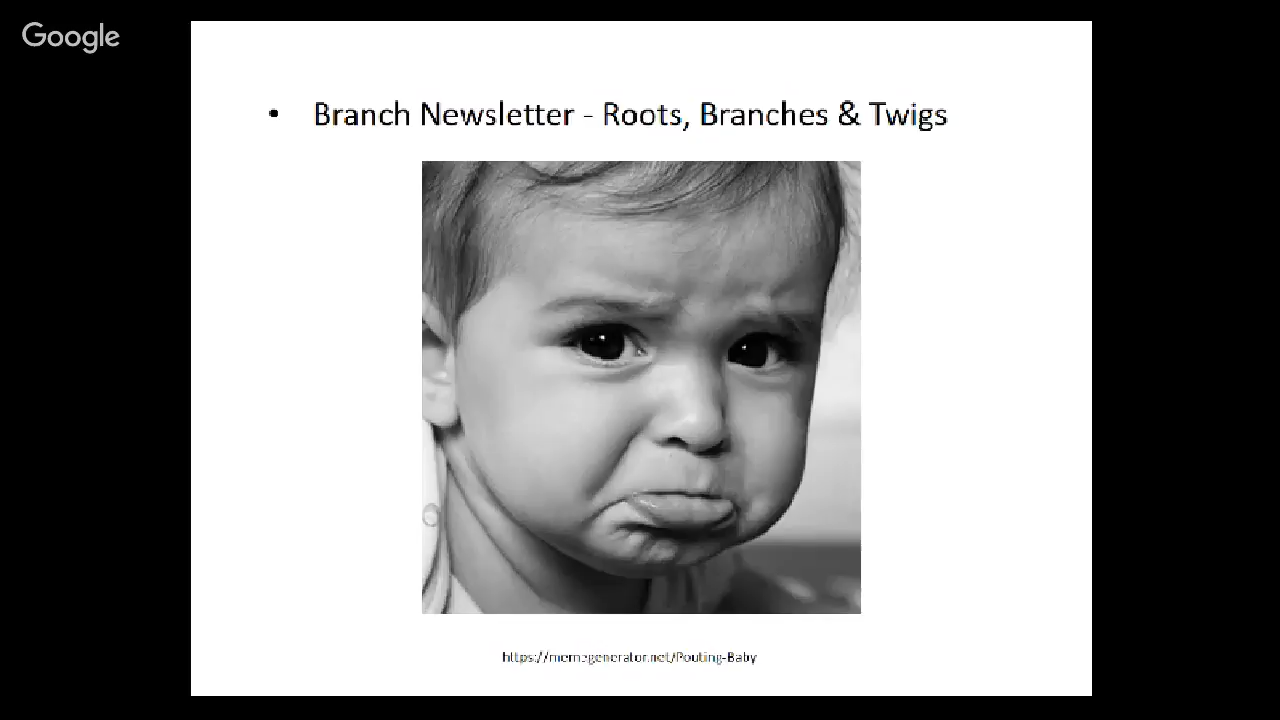 Google
• Branch Newsletter - Roots, Branches & Twigs
https://memegenerator.net/Pouting-Baby